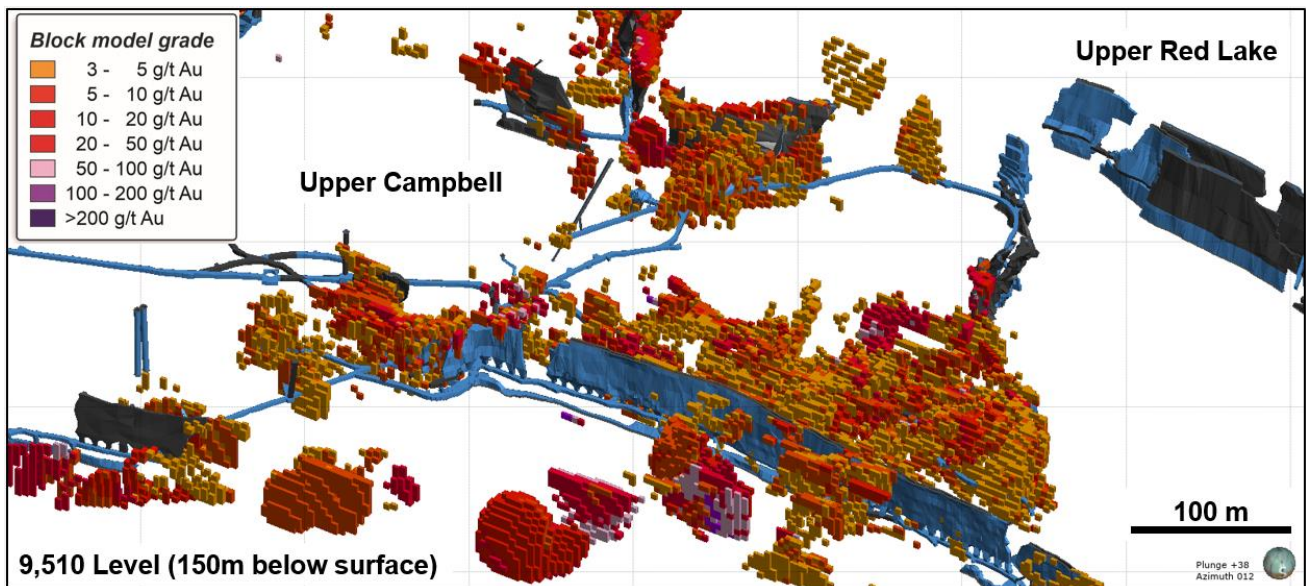 Block model grade
3 - 5 g/t Au
5 - 10 g/t Au
10 - 20 g/t Au
20 - 50 g/t Au
50 - 100 g/t Au
100 - 200 g/t Au
>200 g/t Au
Upper Red Lake
Upper Campbell
100 m
9,510 Level (150m below surface)
Plunge +38
Azimuth 012